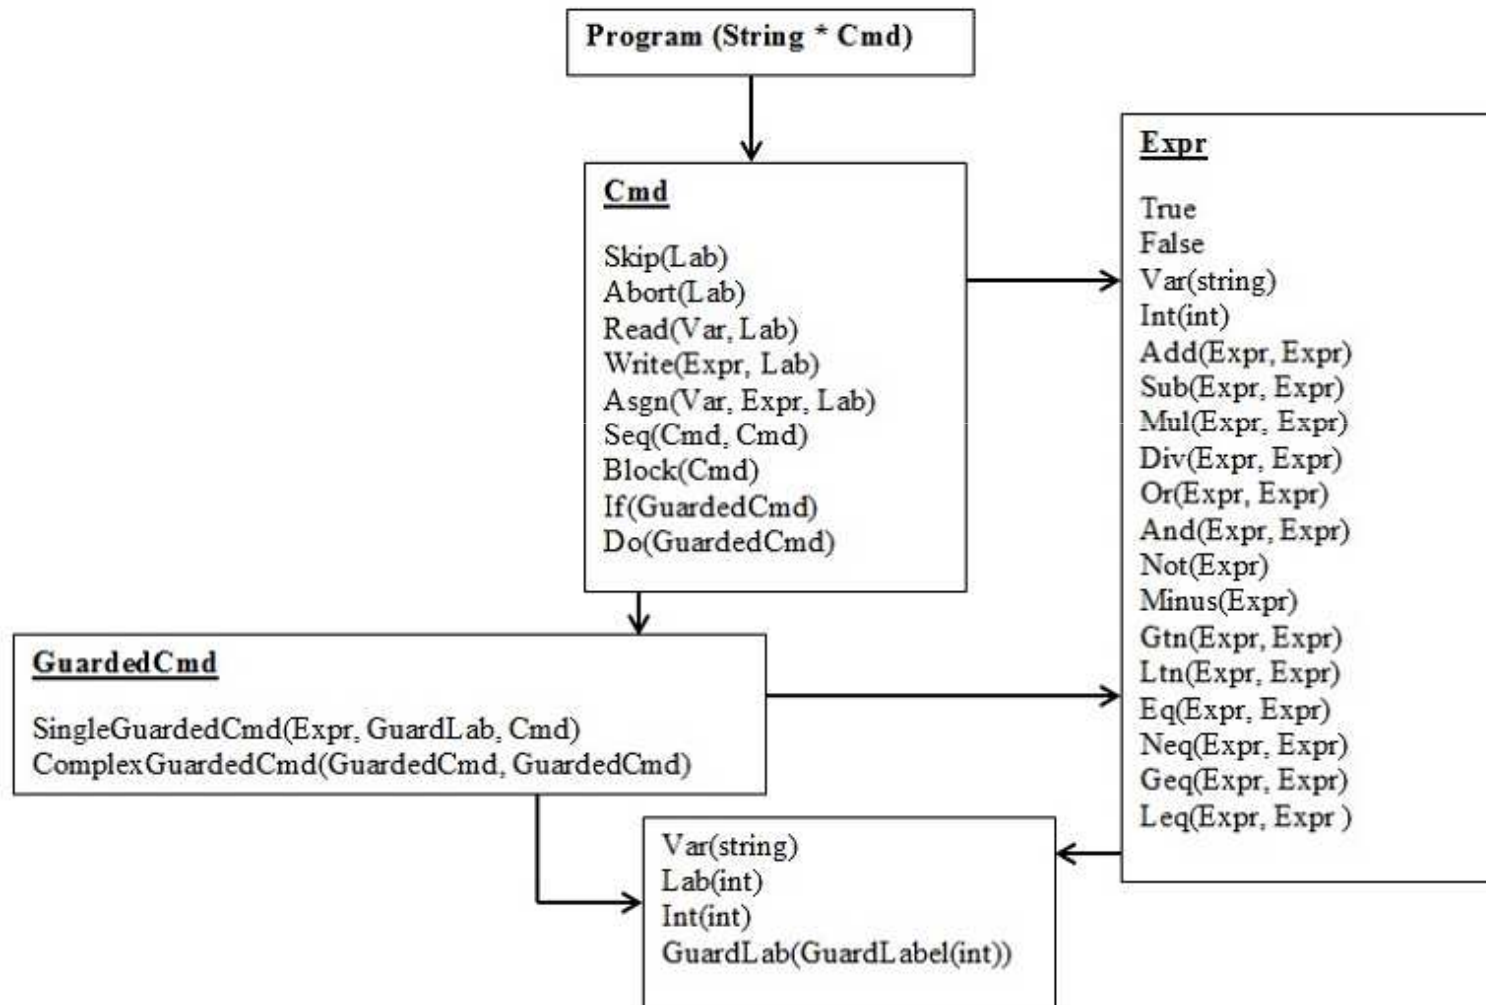 Program (String * Cmd)
Cmd
Skip(Lab)
Abort(Lab)
Read(Var, Lab)
Write(Expr, Lab)
Asgn(Var, Expr, Lab)
Seq(Cmd, Cmd)
Block(Cmd)
If(GuardedCmd)
Do(GuardedCmd)
Expr
True
False
Var(string)
Int(int)
Add(Expr, Expr)
Sub(Expr, Expr)
Mul(Expr, Expr)
Div(Expr, Expr)
Or(Expr, Expr)
And(Expr, Expr)
Not(Expr)
Minus(Expr)
Gtn(Expr, Expr)
Ltn(Expr, Expr)
Eq(Expr, Expr)
Neq(Expr, Expr)
Geq(Expr, Expr)
Leq(Expr, Expr )
GuardedCmd
SingleGuardedCmd(Expr, GuardLab, Cmd)
ComplexGuardedCmd(GuardedCmd, GuardedCmd)
Var(string)
Lab(int)
Int(int)
GuardLab(GuardLabel(int))